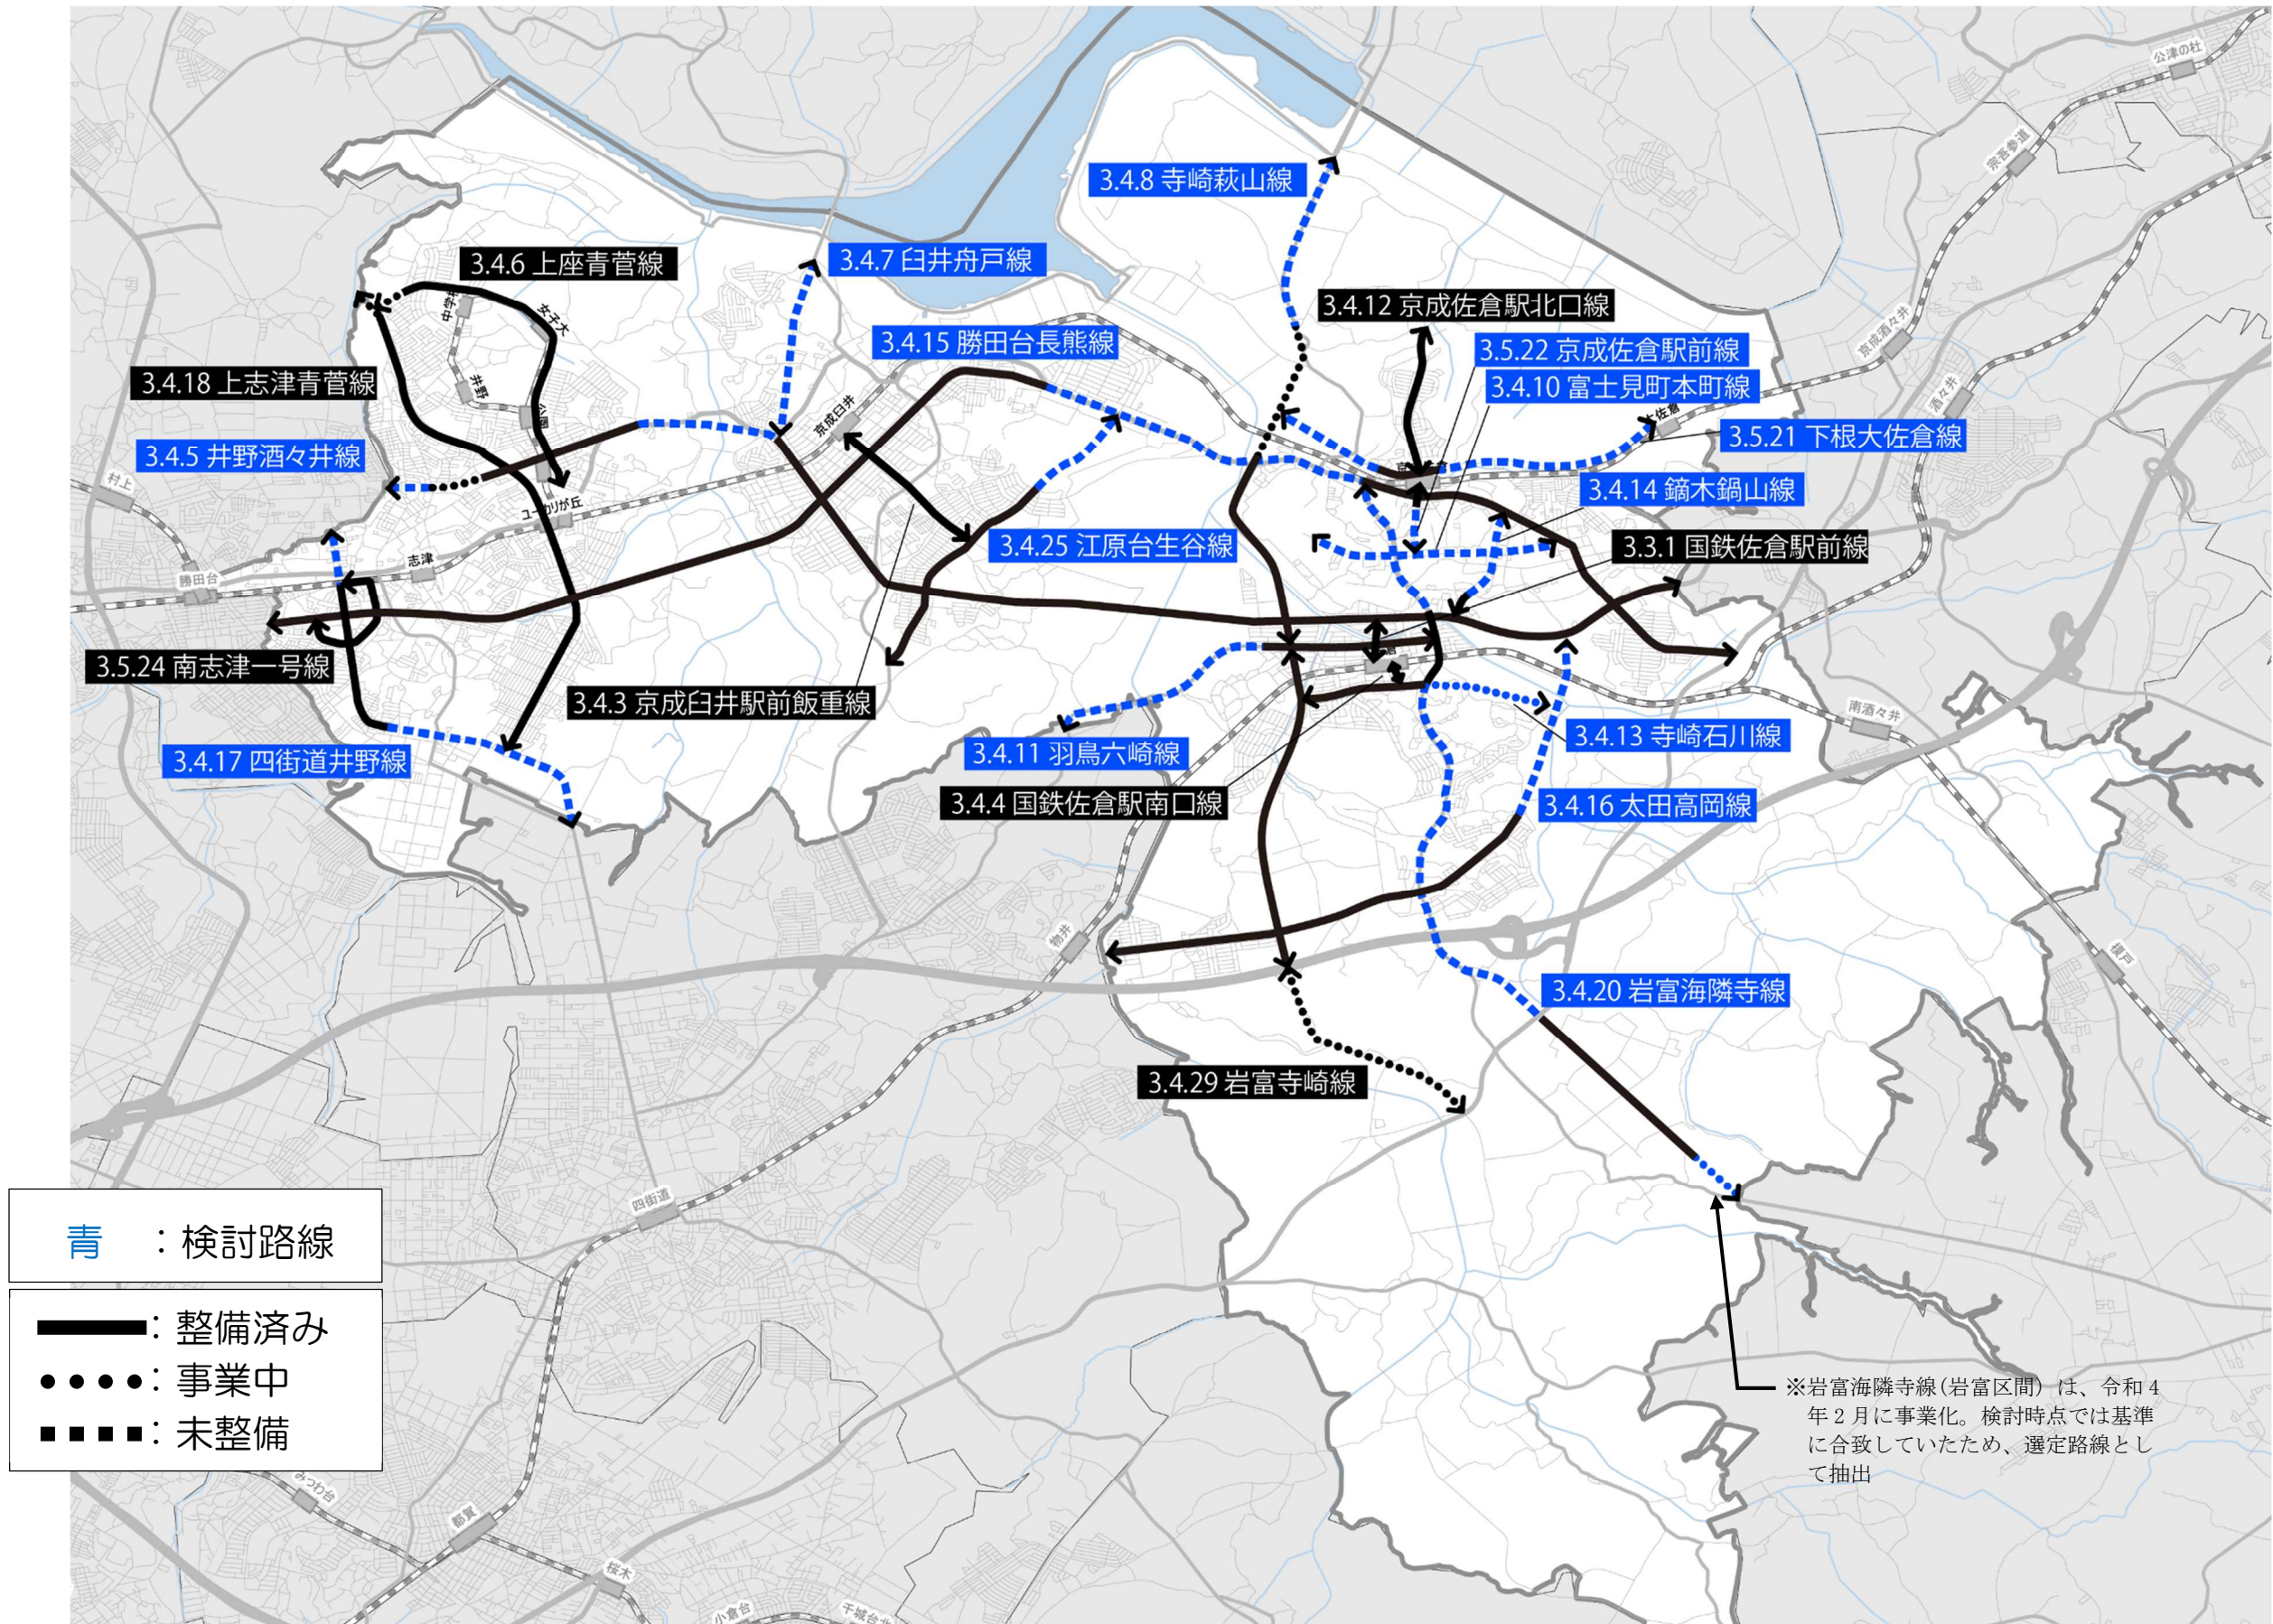 公津の杜
宗吾参道
3.4.8 寺崎萩山線
3.4.6 上座青菅線
3.4.7 臼井舟戸線
女子大
3.4.12 京成佐倉駅北口線
京成酒々井
3.4.15 勝田台長熊線
3.5.22 京成佐倉駅前線
3.4.18 上志津青菅線
井野
3.4.10 富士見町本町線
酒々井
公園
京成臼井
3.5.21 下根大佐倉線
3.4.5 井野酒々井線
村上
3.4.14 鏑木鍋山線
ユーカリが丘
3.4.25 江原台生谷線
3.3.1 国鉄佐倉駅前線
志津
勝田台
3.5.24 南志津一号線
3.4.3 京成臼井駅前飯重線
南酒々井
3.4.17 四街道井野線
3.4.11 羽鳥六崎線
3.4.13 寺崎石川線
3.4.4 国鉄佐倉駅南口線
3.4.16 太田高岡線
物井
榎戸
3.4.20 岩富海隣寺線
3.4.29 岩富寺崎線
四街道
青 ：検討路線
：整備済み
：事業中
：未整備
※岩富海隣寺線(岩富区間) は、令和4
年2月に事業化。検討時点では基準
に合致していたため、選定路線とし
て抽出
みつわ台
都賀
桜木
小倉台
千城台北